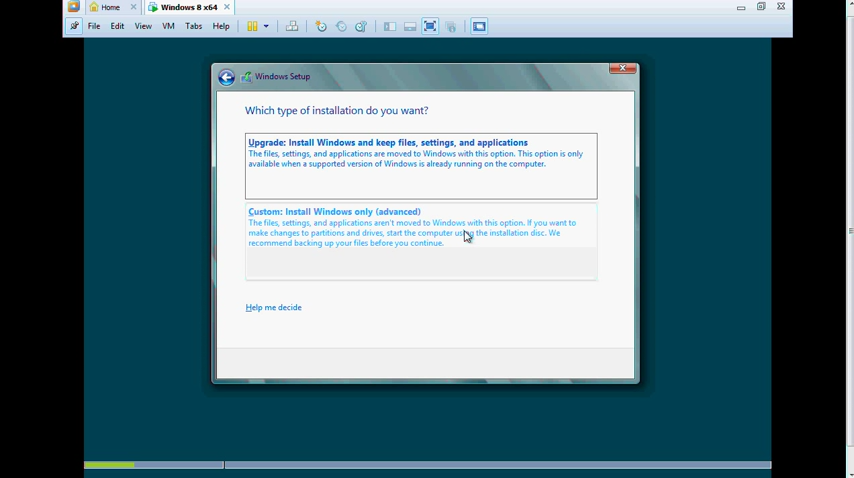 Home
Windows 8 x64
File Edit View VM Tabs Help
Windows Setup
Which type of installation do you want?
Upgrade: Install Windows and keep files, settings, and applications
The files, settings, and applications are moved to Windows with this option. This option is only
available when a supported version of Windows is already running on the computer.
Custom: Install Windows only (advanced)
The files, settings, and applications aren't moved to Windows with this option. If you want to
make changes to partitions and drives, start the computer using the installation disc. We
recommend backing up your files before you continue.
Help me decide